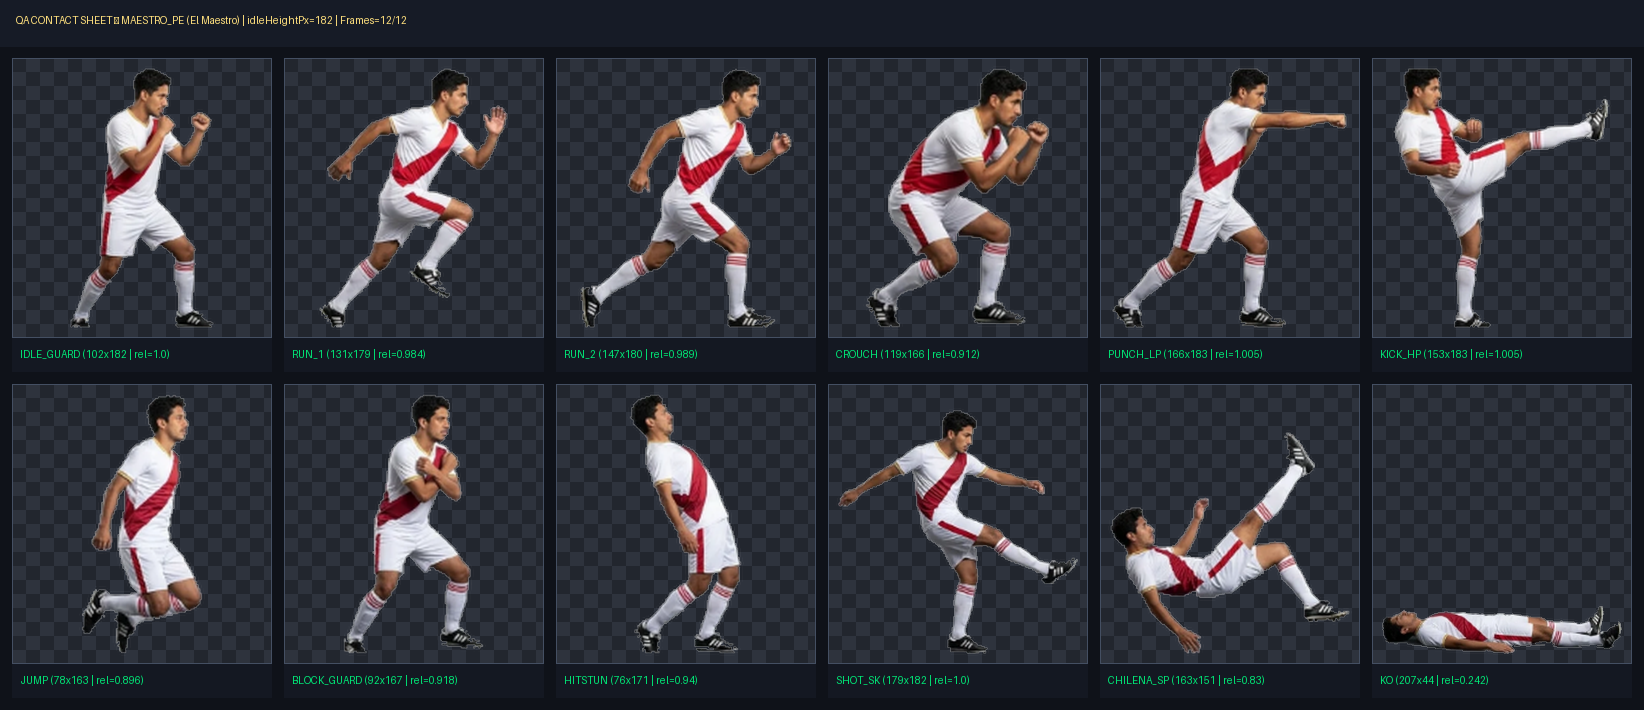 QA CONTACT SHEET MAESTRO_PE (El Maestro) | idleHeightPx=182 | Frames=12/12
IDLE_GUARD (102x182 | rel=1.0)
RUN_1 (131x179 | rel=0.984)
RUN_2 (147x180 | rel=0.989)
CROUCH (119x166 | rel=0.912)
PUNCH_LP (166x183 | rel=1.005)
KICK_HP (153x183 | rel=1.005)
JUMP (78x163 | rel=0.896)
BLOCK_GUARD (92x167 | rel=0.918)
HITSTUN (76x171 | rel=0.94)
SHOT_SK (179x182 | rel=1.0)
CHILENA_SP (163x151 | rel=0.83)
KO (207x44 | rel=0.242)